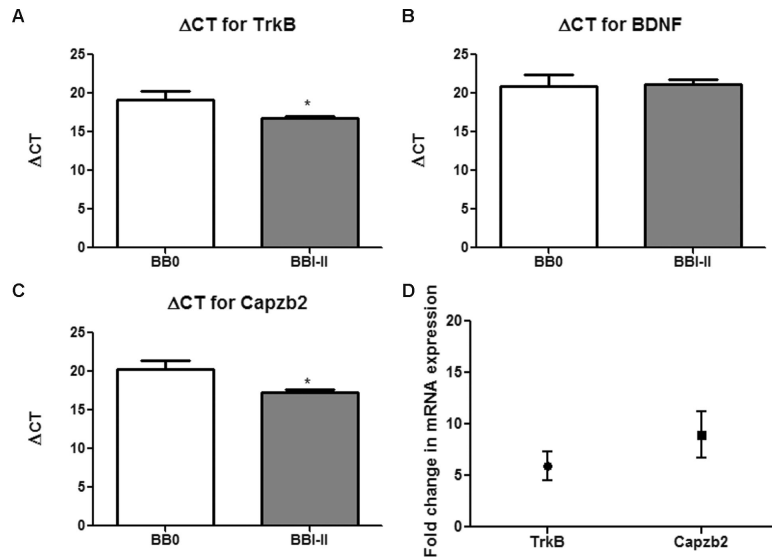 A
ΔCT for TrkB
25
20
15
10
5
0
ΔCT
*
BB0
BBI-II
B
ΔCT for BDNF
25
20
15
10
5
0
ΔCT
BB0
BBI-II
C
ΔCT for Capzb2
25
20
15
10
5
0
ΔCT
*
BB0
BBI-II
D
Fold change in mRNA expression
20
15
10
5
0
TrkB
Capzb2